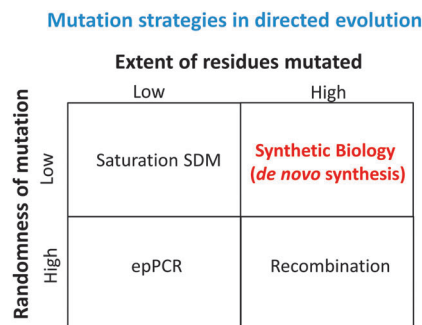 Mutation strategies in directed evolution
Extent of residues mutated
Low High
Randomness of mutation
Low
Saturation SDM
Synthetic Biology
(de novo synthesis)
High
epPCR
Recombination